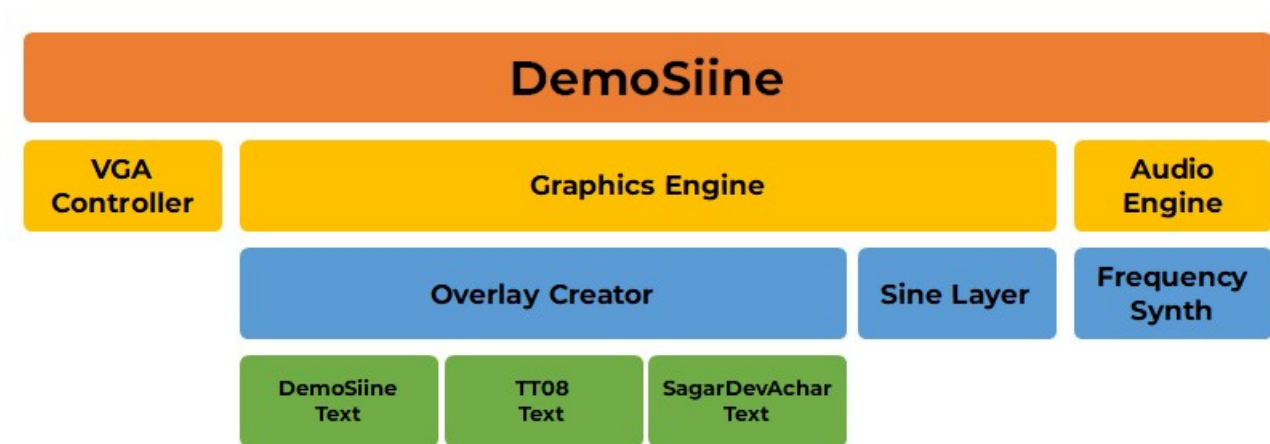 DemoSiine
VGA
Controller
Graphics Engine
Audio
Engine
Overlay Creator
Sine Layer
Frequency
Synth
DemoSiine
Text
TT08
Text
SagarDevAchar
Text